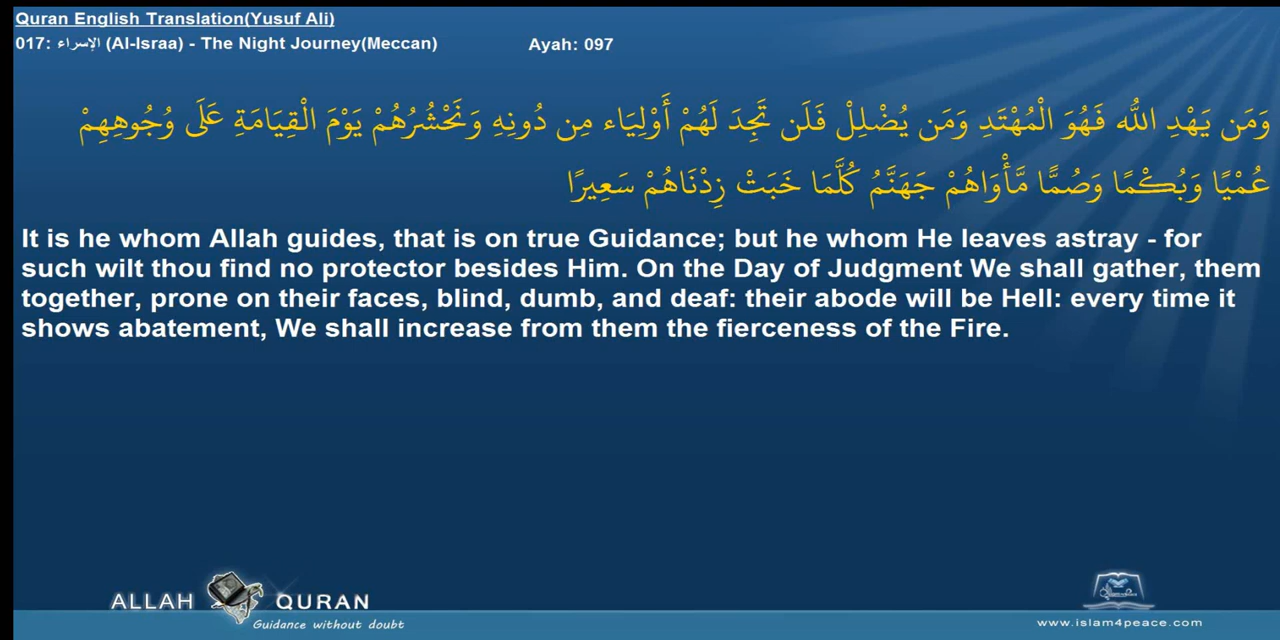 Quran English Translation(Yusuf Ali)
017: الإسراء (Al-Israa) - The Night Journey(Meccan)
Ayah: 097
وَمَن يَهْدِ اللّهُ فَهُوَ الْمُهْتَدِ وَمَن يُضْلِلْ فَلَن تَجِدَ لَهُمْ أَوْلِيَاء مِن دُونِهِ وَنَحْشُرُهُمْ يَوْمَ الْقِيَامَةِ عَلَى وُجُوهِهِمْ
عُمْيًا وَبُكْمًا وَصُمًّا مَّأْوَاهُمْ جَهَنَّمُ كُلَّمَا خَبَتْ زِدْنَاهُمْ سَعِيرًا
It is he whom Allah guides, that is on true Guidance; but he whom He leaves astray - for
such wilt thou find no protector besides Him. On the Day of Judgment We shall gather, them
together, prone on their faces, blind, dumb, and deaf: their abode will be Hell: every time it
shows abatement, We shall increase from them the fierceness of the Fire.
ALLAH QURAN
Guidance without doubt
www.islam4peace.com